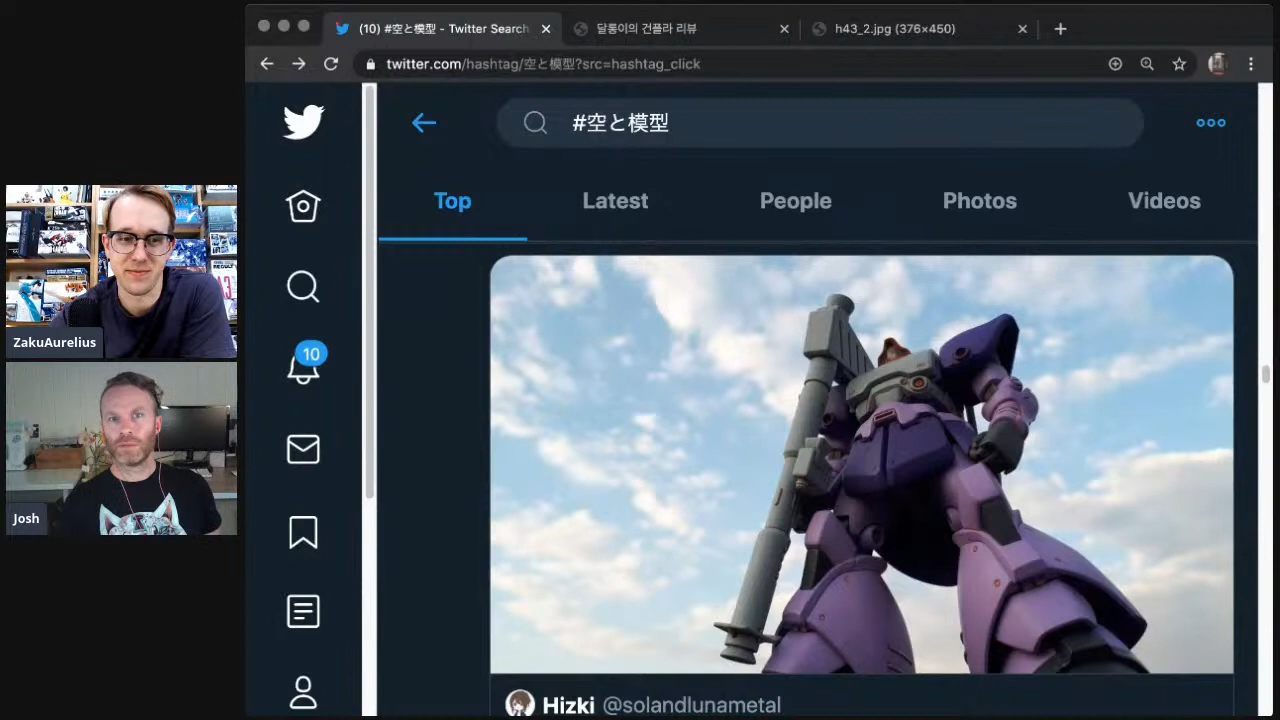 (10) #空と模型 - Twitter Search
달롱이의 건플라 리뷰
h43_2.jpg (376×450)
twitter.com/hashtag/空と模型?src=hashtag_click
#空と模型
Top
Latest
People
Photos
Videos
10
ZakuAurelius
Josh
Hizki @solandlunametal